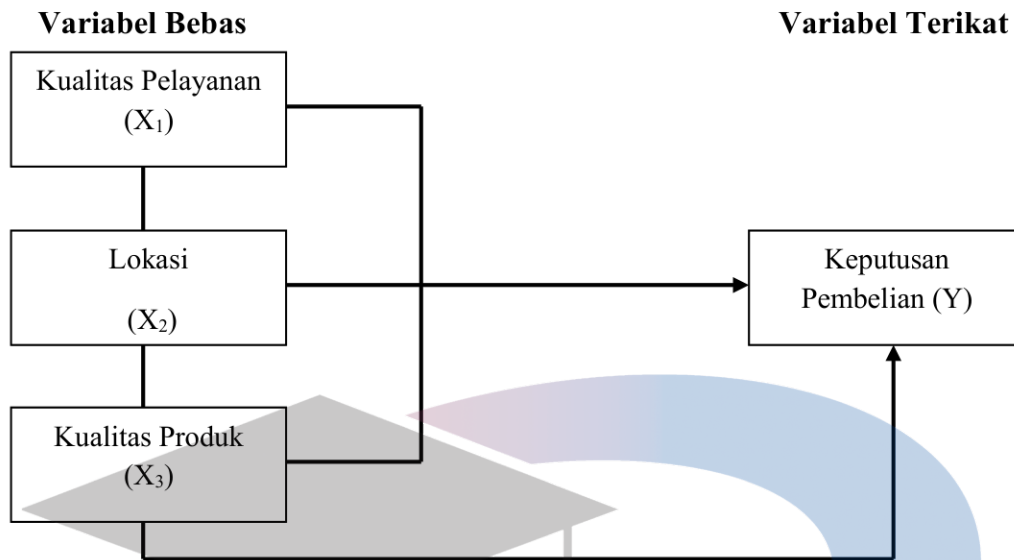 Variabel Bebas
Variabel Terikat
Kualitas Pelayanan
(X₁)
Lokasi
(X₂)
Kualitas Produk
(X₃)
Keputusan
Pembelian (Y)